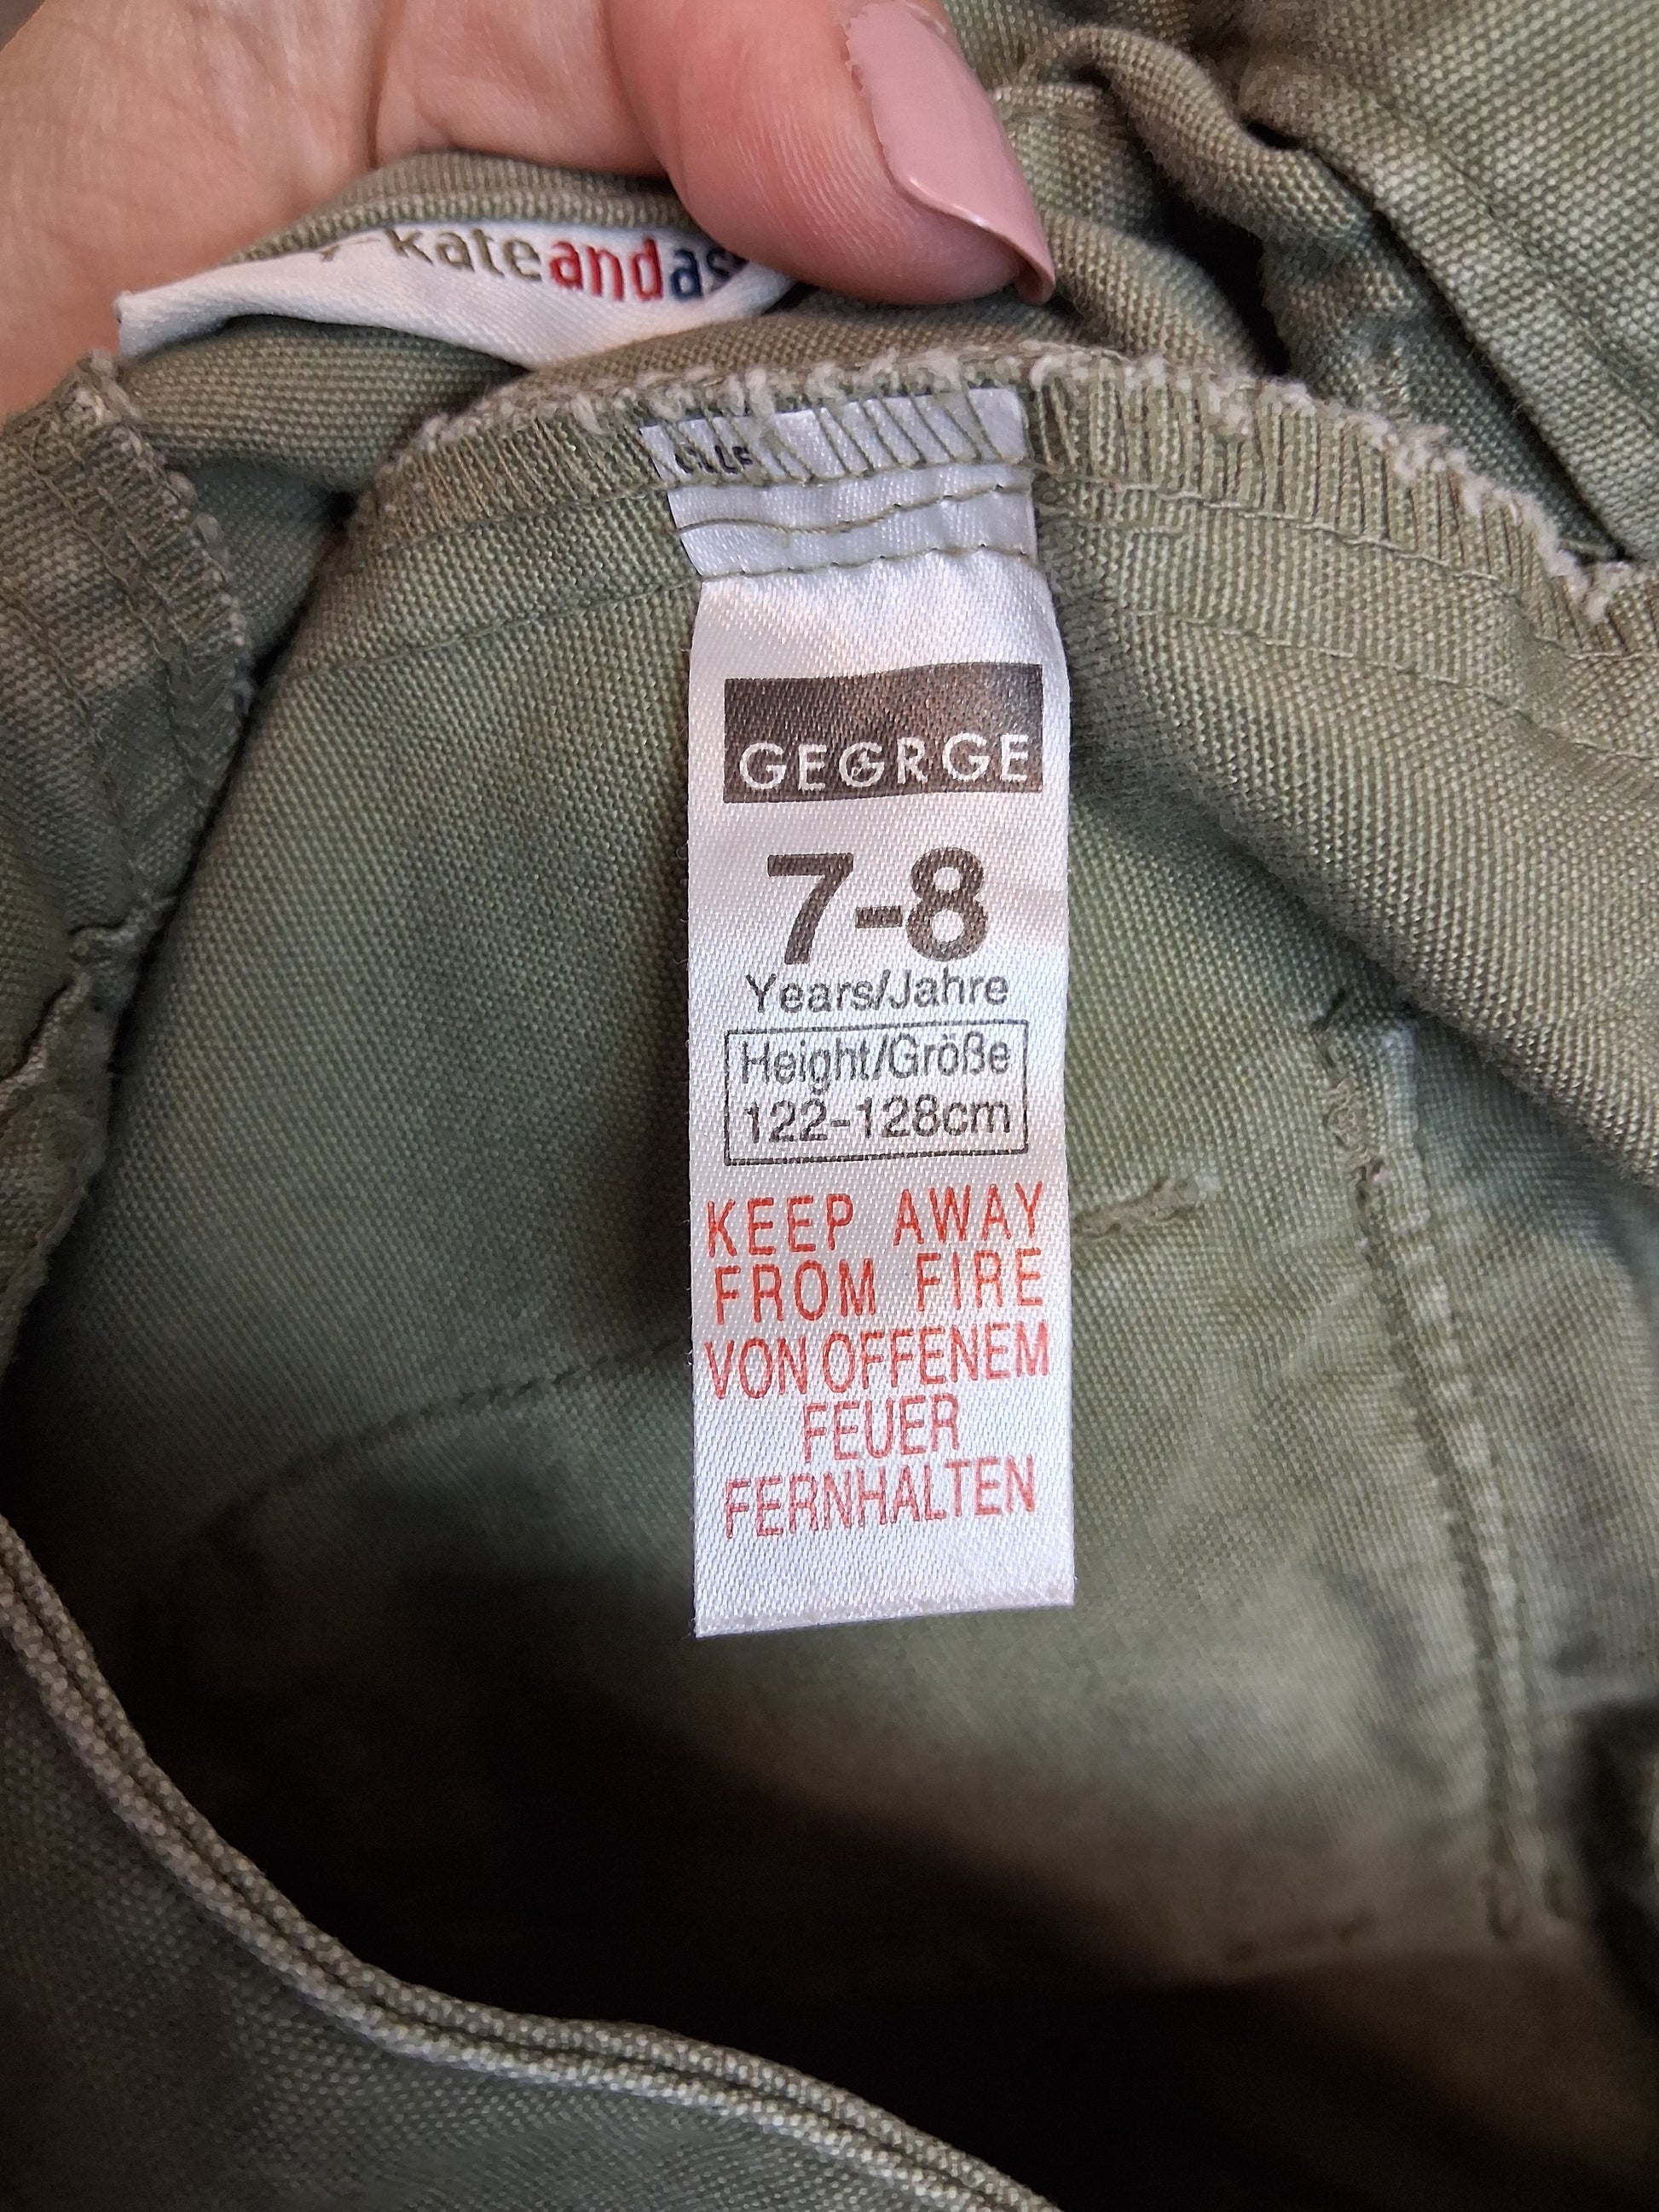 kateandas
GEORGE
7-8
Years/Jahre
Height/Größe
122-128cm
KEEP AWAY
FROM FIRE
VON OFFENEM
FEUER
FERNHALTEN